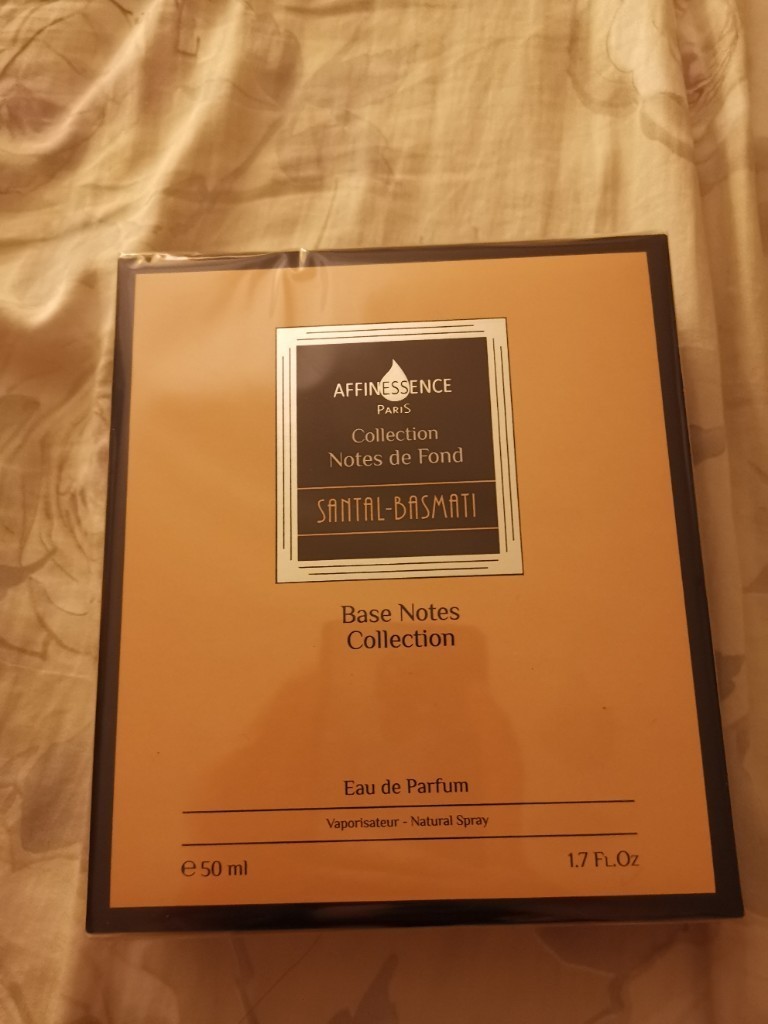 AFFINESSENCE
PARIS
Collection
Notes de Fond
SANTAL-BASMATI
Base Notes
Collection
Eau de Parfum
Vaporisateur - Natural Spray
℮ 50 ml
1.7 FL.OZ